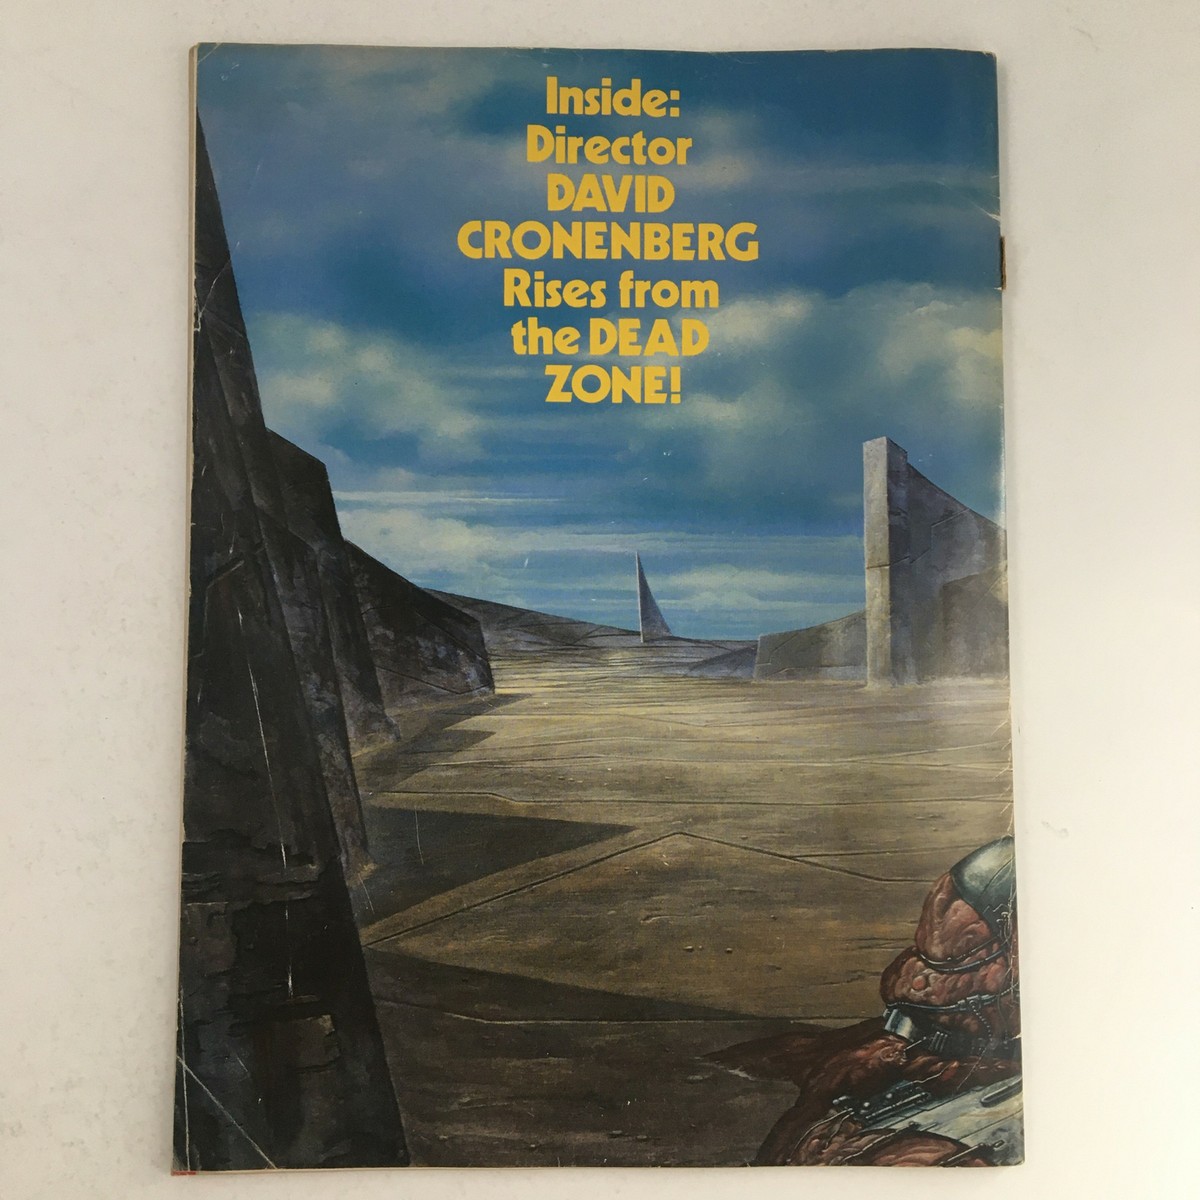 Inside:
Director
DAVID
CRONENBERG
Rises from
the DEAD
ZONE!